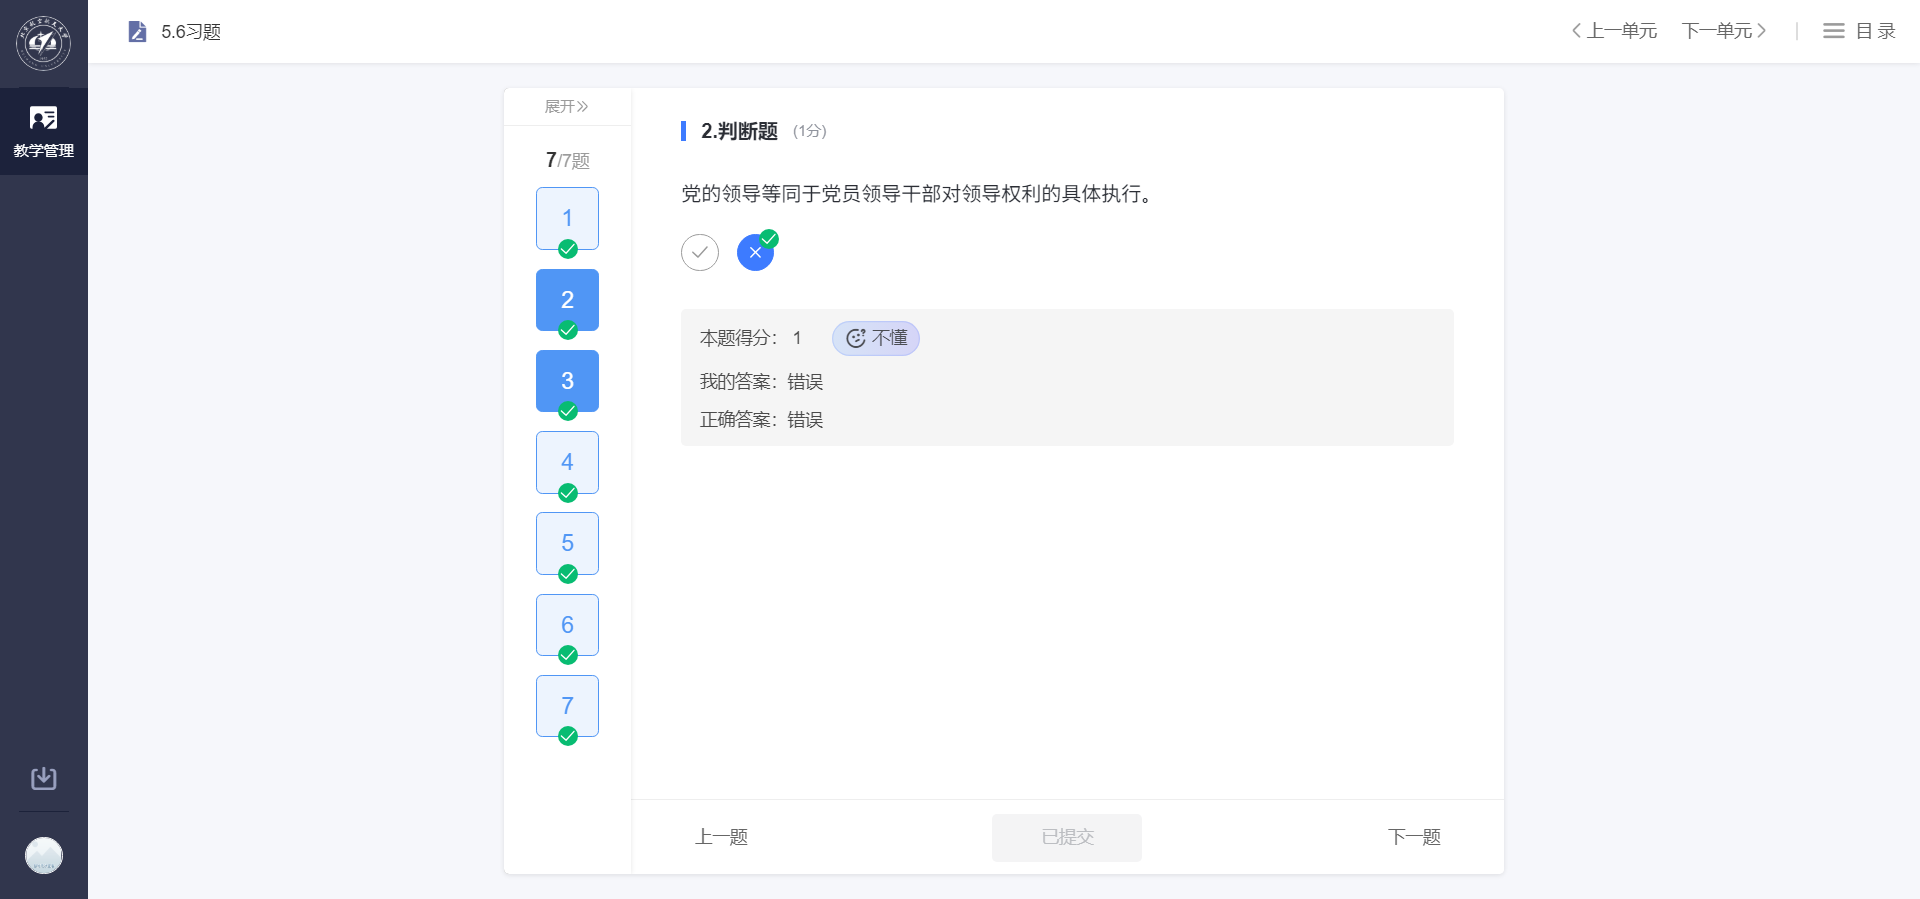 5.6习题
上一单元
下一单元
目录
教学管理
展开
7/7题
1
2
3
4
5
6
7
2.判断题 (1分)
党的领导等同于党员领导干部对领导权利的具体执行。
本题得分: 1 不懂
我的答案: 错误
正确答案: 错误
上一题
已提交
下一题